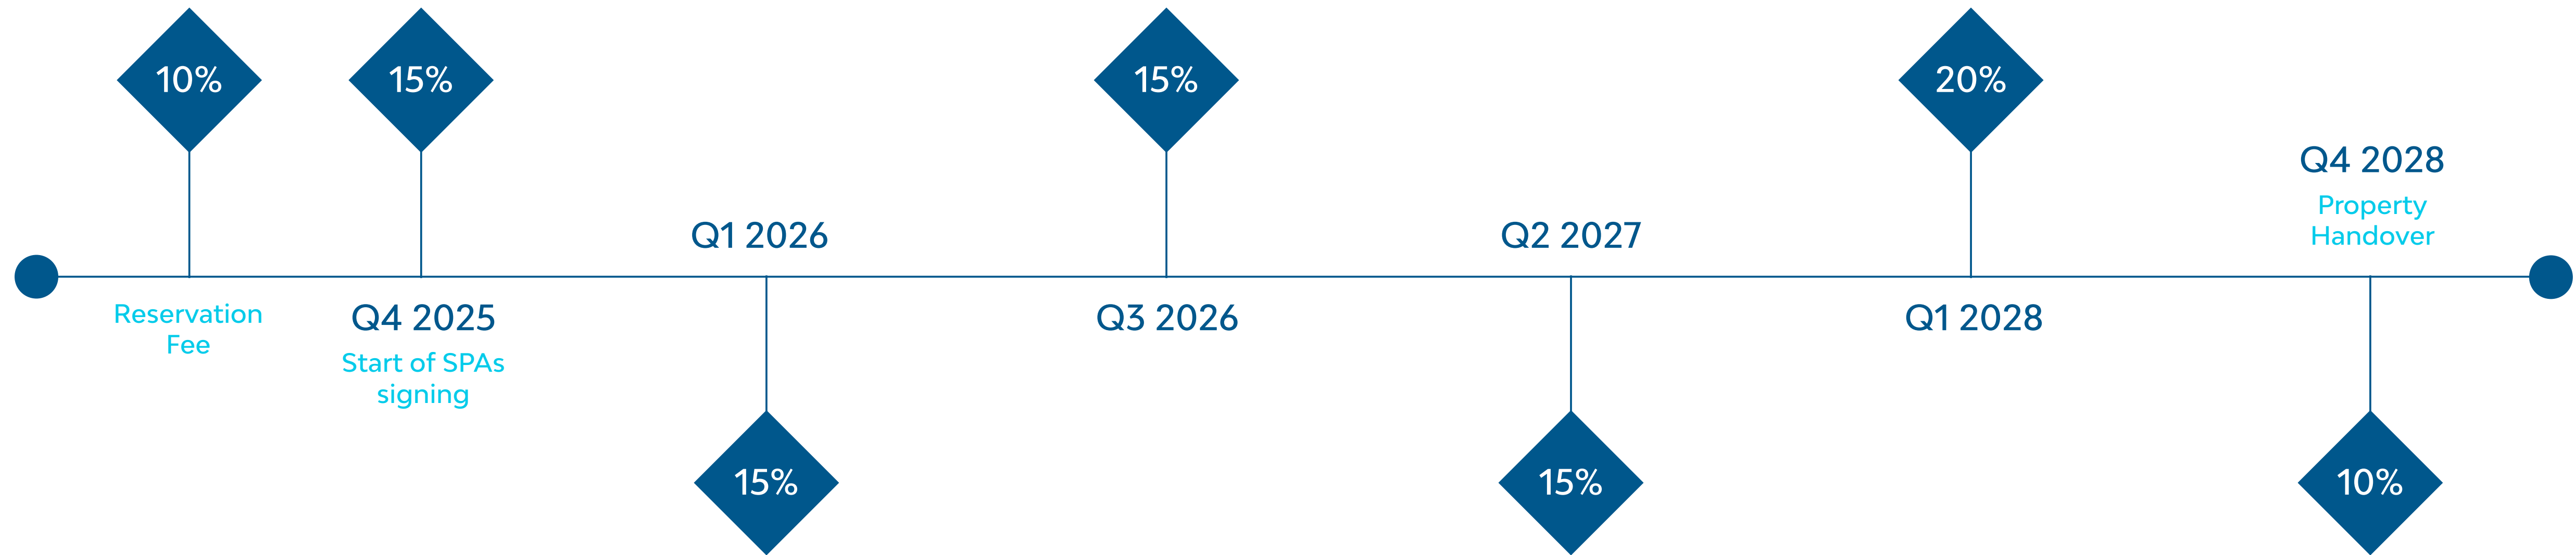 10%
Reservation
Fee
15%
Q4 2025
Start of SPAs
signing
Q1 2026
15%
15%
Q3 2026
Q2 2027
15%
20%
Q1 2028
Q4 2028
Property
Handover
10%